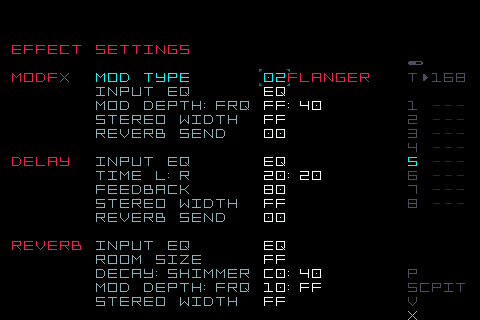 EFFECT SETTINGS
MODFX MOD TYPE 02FLANGER T 168
INPUT EQ EQ
MOD DEPTH: FRQ FF: 40 1 ---
STEREO WIDTH FF 2 ---
REVERB SEND 00 3 ---
4 ---
DELAY INPUT EQ EQ 5 ---
TIME L: R 20: 20 6 ---
FEEDBACK 80 7 ---
STEREO WIDTH FF 8 ---
REVERB SEND 00
REVERB INPUT EQ EQ
ROOM SIZE FF
DECAY: SHIMMER C0: 40 P
MOD DEPTH: FRQ 10: FF SCPIT
STEREO WIDTH FF V
X